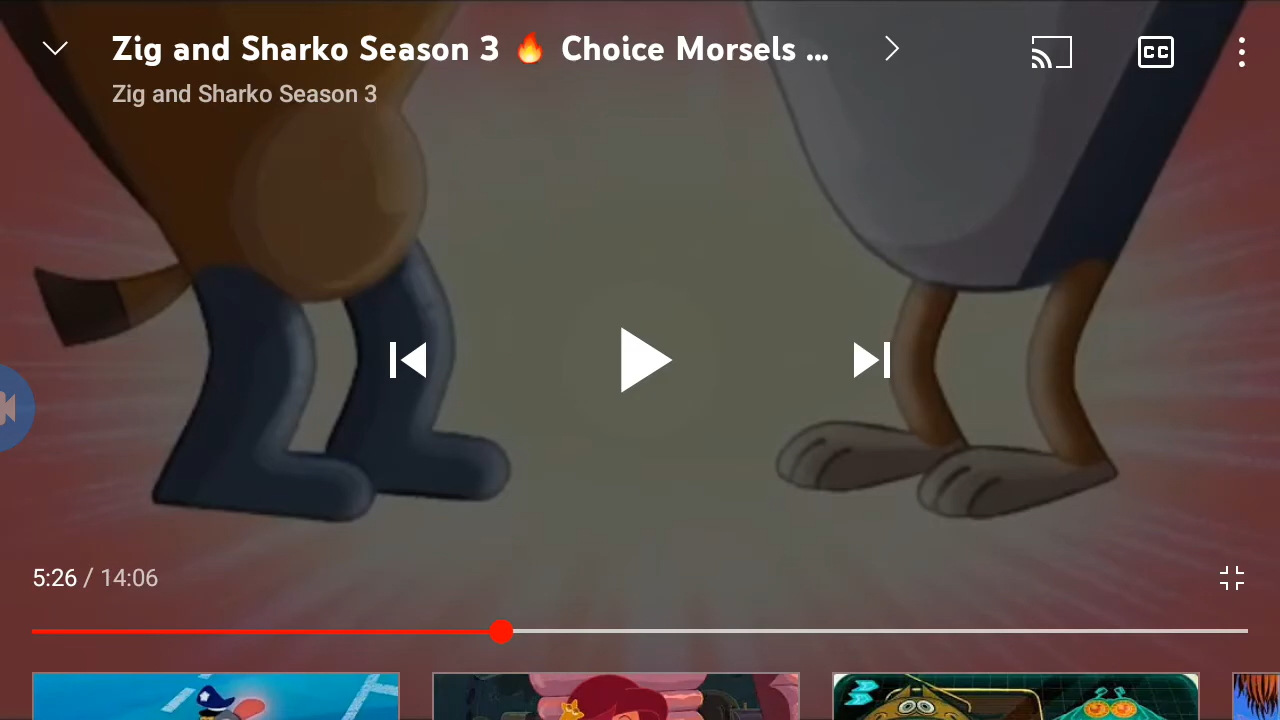 Zig and Sharko Season 3 🔥 Choice Morsels ...
Zig and Sharko Season 3
CC
5:26 / 14:06